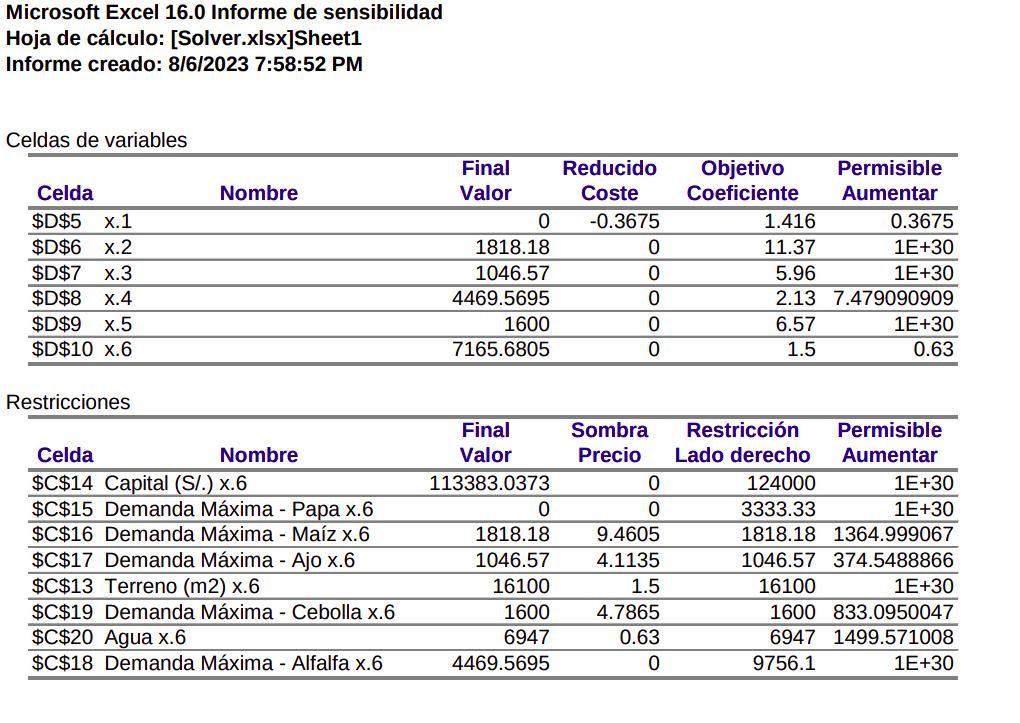 Microsoft Excel 16.0 Informe de sensibilidad
Hoja de cálculo: [Solver.xlsx]Sheet1
Informe creado: 8/6/2023 7:58:52 PM
Celdas de variables
Final Reducido Objetivo Permisible
Celda Nombre Valor Coste Coeficiente Aumentar
$D$5 x.1 0 -0.3675 1.416 0.3675
$D$6 x.2 1818.18 0 11.37 1E+30
$D$7 x.3 1046.57 0 5.96 1E+30
$D$8 x.4 4469.5695 0 2.13 7.479090909
$D$9 x.5 1600 0 6.57 1E+30
$D$10 x.6 7165.6805 0 1.5 0.63
Restricciones
Final Sombra Restricción Permisible
Celda Nombre Valor Precio Lado derecho Aumentar
$C$14 Capital (S/.) x.6 113383.0373 0 124000 1E+30
$C$15 Demanda Máxima - Papa x.6 0 0 3333.33 1E+30
$C$16 Demanda Máxima - Maíz x.6 1818.18 9.4605 1818.18 1364.999067
$C$17 Demanda Máxima - Ajo x.6 1046.57 4.1135 1046.57 374.5488866
$C$13 Terreno (m2) x.6 16100 1.5 16100 1E+30
$C$19 Demanda Máxima - Cebolla x.6 1600 4.7865 1600 833.0950047
$C$20 Agua x.6 6947 0.63 6947 1499.571008
$C$18 Demanda Máxima - Alfalfa x.6 4469.5695 0 9756.1 1E+30